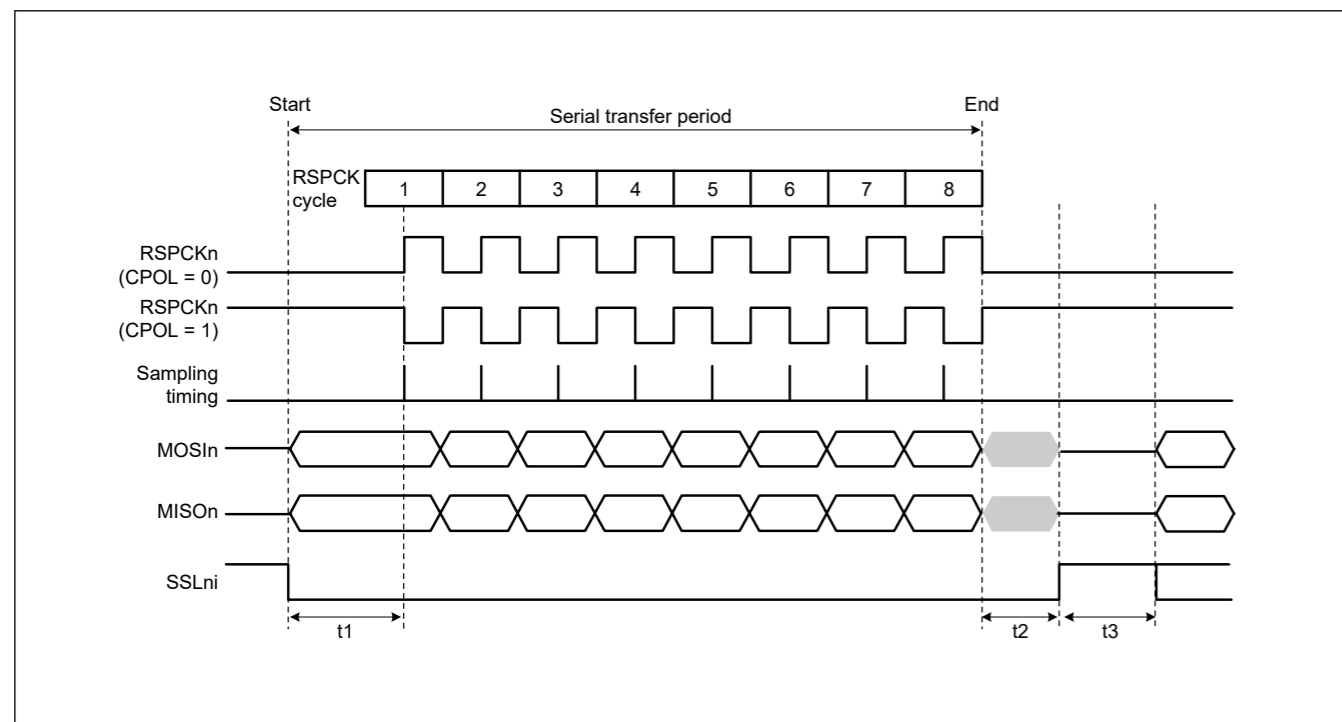 Start
End
Serial transfer period
RSPCK
cycle
1 2 3 4 5 6 7 8
RSPCKn
(CPOL = 0)
RSPCKn
(CPOL = 1)
Sampling
timing
MOSIn
MISOn
SSLni
t1
t2
t3